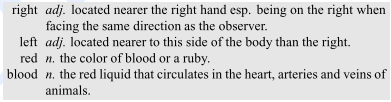 right adj. located nearer the right hand esp. being on the right when
facing the same direction as the observer.
left adj. located nearer to this side of the body than the right.
red n. the color of blood or a ruby.
blood n. the red liquid that circulates in the heart, arteries and veins of
animals.